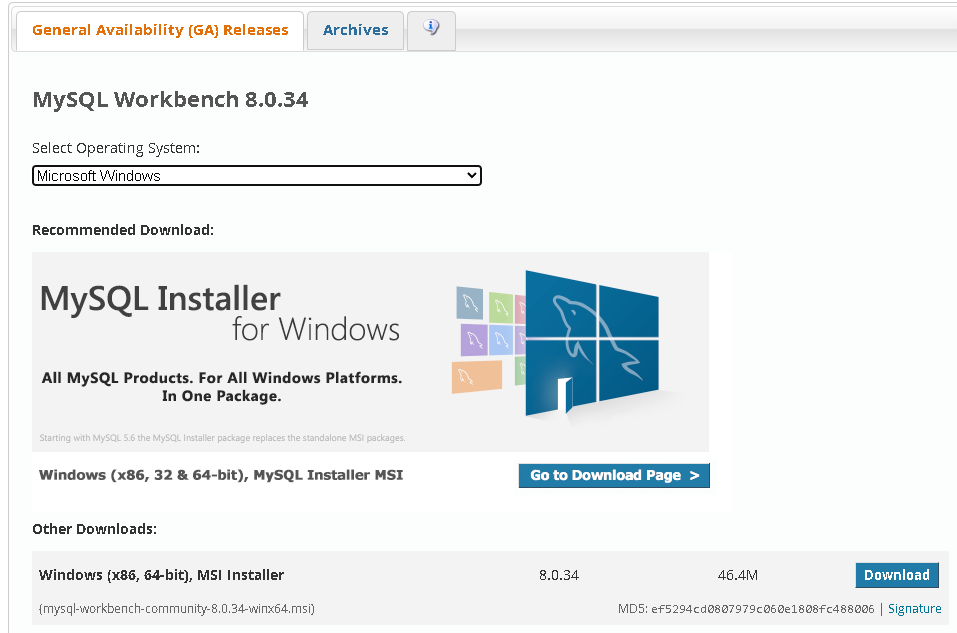 General Availability (GA) Releases
Archives
MySQL Workbench 8.0.34
Select Operating System:
Microsoft Windows
Recommended Download:
MySQL Installer
for Windows
All MySQL Products. For All Windows Platforms.
In One Package.
Starting with MySQL 5.6 the MySQL Installer package replaces the standalone MSI packages.
Windows (x86, 32 & 64-bit), MySQL Installer MSI
Go to Download Page >
Other Downloads:
Windows (x86, 64-bit), MSI Installer 8.0.34 46.4M Download
(mysql-workbench-community-8.0.34-winx64.msi) MD5: ef5294cd0807979c060e1808fc488006 | Signature